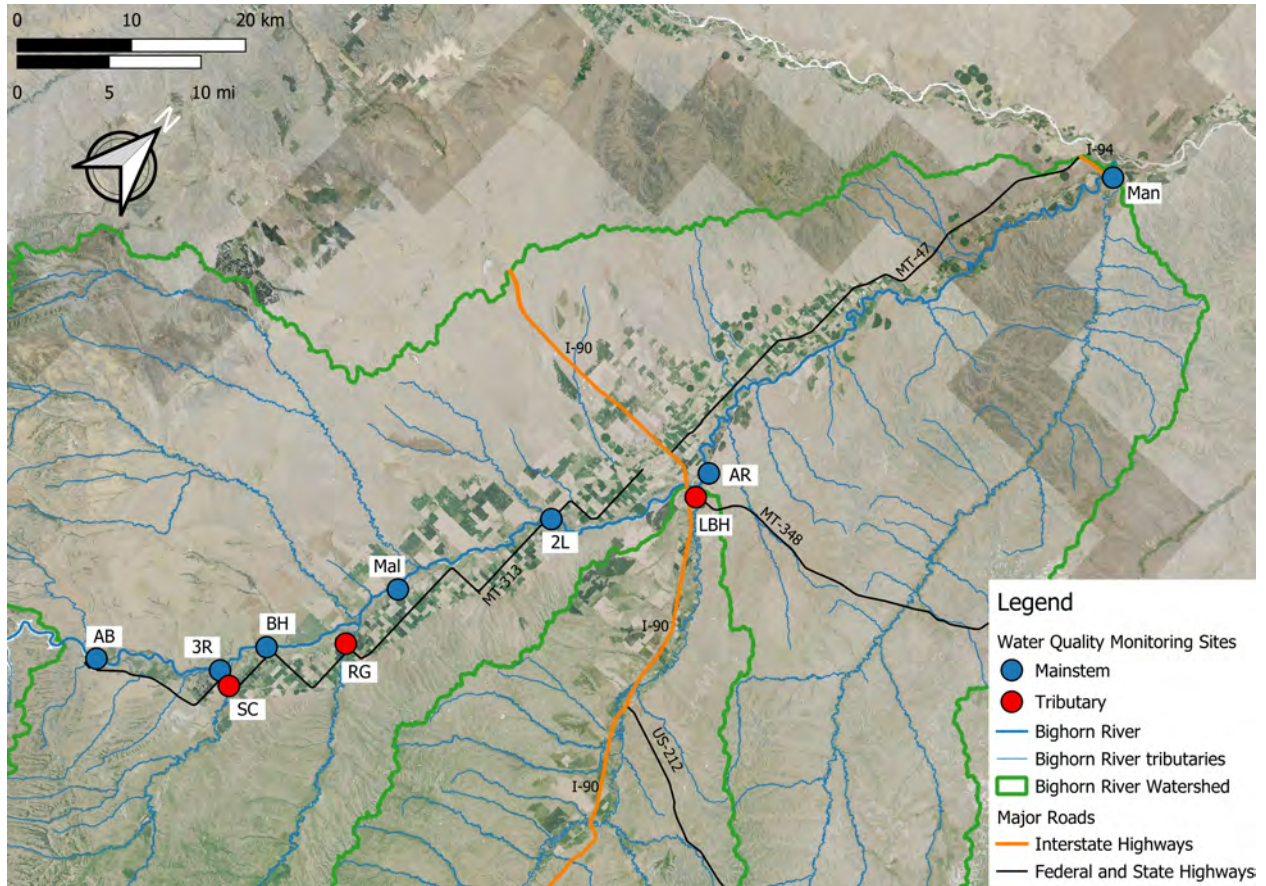 0 10 20 km
0 5 10 mi
N
I-94
Man
MT-47
I-90
AR
LBH
MT-348
2L
MT-313
Mal
I-90
BH
3R
AB
RG
SC
US-212
I-90
Legend
Water Quality Monitoring Sites
Mainstem
Tributary
Bighorn River
Bighorn River tributaries
Bighorn River Watershed
Major Roads
Interstate Highways
Federal and State Highways